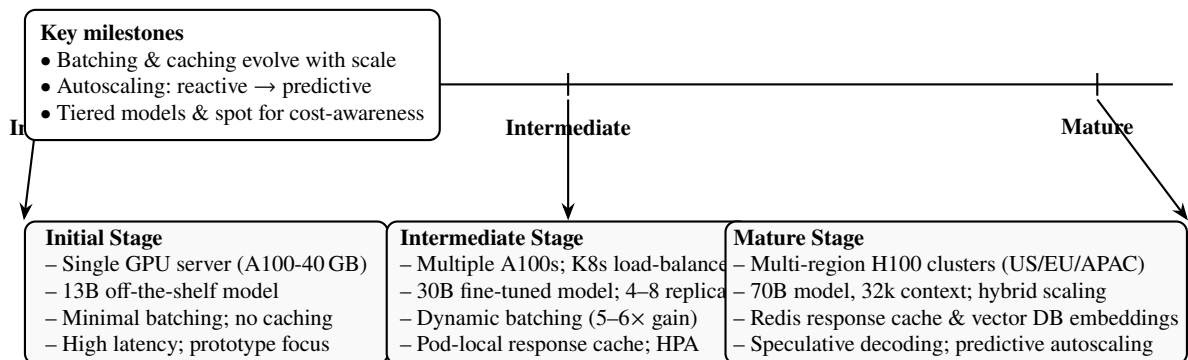 Key milestones
• Batching & caching evolve with scale
• Autoscaling: reactive → predictive
• Tiered models & spot for cost-awareness
Intermediate
Mature
Initial Stage
– Single GPU server (A100-40 GB)
– 13B off-the-shelf model
– Minimal batching; no caching
– High latency; prototype focus
Intermediate Stage
– Multiple A100s; K8s load-balance
– 30B fine-tuned model; 4–8 replica
– Dynamic batching (5–6× gain)
– Pod-local response cache; HPA
Mature Stage
– Multi-region H100 clusters (US/EU/APAC)
– 70B model, 32k context; hybrid scaling
– Redis response cache & vector DB embeddings
– Speculative decoding; predictive autoscaling